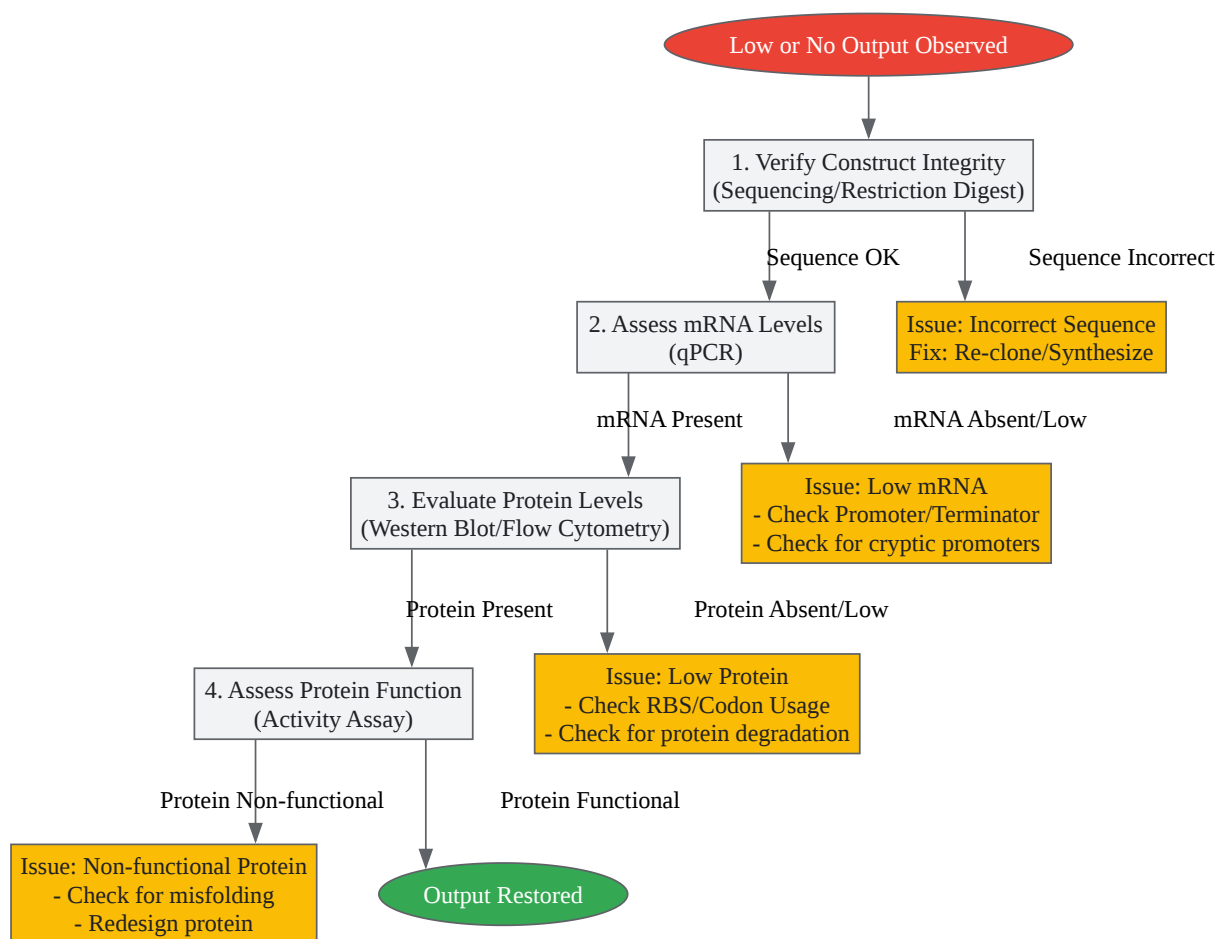 Low or No Output Observed
1. Verify Construct Integrity
(Sequencing/Restriction Digest)
Sequence OK
Sequence Incorrect
2. Assess mRNA Levels
(qPCR)
Issue: Incorrect Sequence
Fix: Re-clone/Synthesize
mRNA Present
mRNA Absent/Low
3. Evaluate Protein Levels
(Western Blot/Flow Cytometry)
Issue: Low mRNA
- Check Promoter/Terminator
- Check for cryptic promoters
Protein Present
Protein Absent/Low
4. Assess Protein Function
(Activity Assay)
Issue: Low Protein
- Check RBS/Codon Usage
- Check for protein degradation
Protein Non-functional
Protein Functional
Issue: Non-functional Protein
- Check for misfolding
- Redesign protein
Output Restored